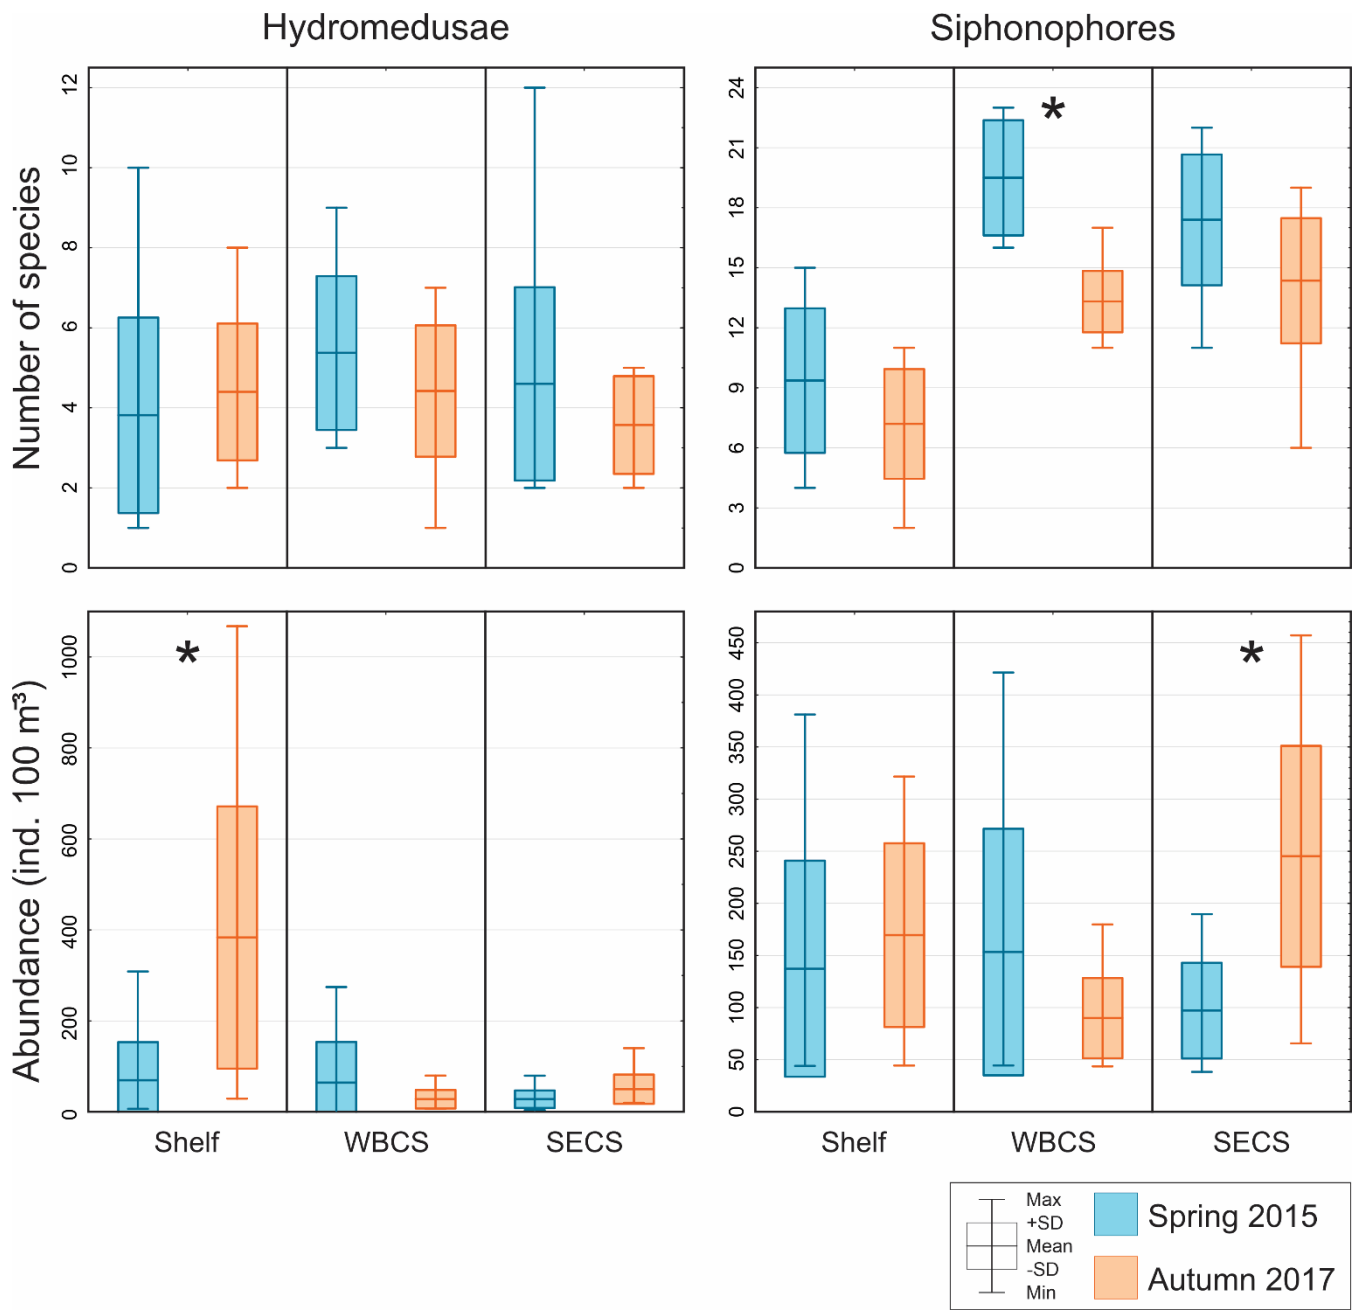 Hydromedusae
Siphonophores
Number of species
12
10
8
6
4
2
0
24
21
18
15
12
9
6
3
0
*
Abundance (ind. 100 m⁻³)
1000
800
600
400
200
0
*
450
400
350
300
250
200
150
100
50
0
*
Shelf
WBCS
SECS
Shelf
WBCS
SECS
Max
+SD
Mean
-SD
Min
Spring 2015
Autumn 2017